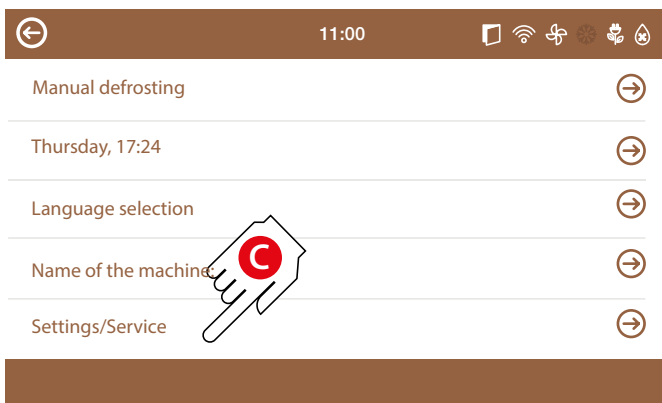 11:00
Manual defrosting
Thursday, 17:24
Language selection
Name of the machine:
C
Settings/Service